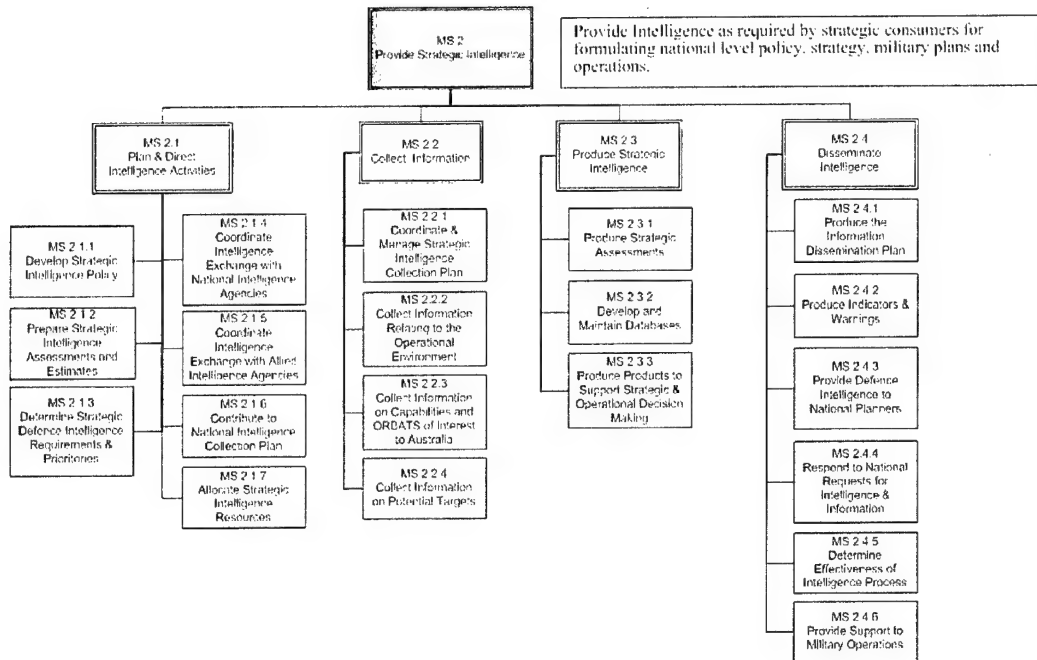 MS 2
Provide Strategic Intelligence
Provide Intelligence as required by strategic consumers for
formulating national level policy, strategy, military plans and
operations.
MS 2.1
Plan & Direct
Intelligence Activities
MS 2.1.1
Develop Strategic
Intelligence Policy
MS 2.1.2
Prepare Strategic
Intelligence
Assessments and
Estimates
MS 2.1.3
Determine Strategic
Defence Intelligence
Requirements &
Prioritories
MS 2.1.4
Coordinate
Intelligence
Exchange with
National Intelligence
Agencies
MS 2.1.5
Coordinate
Intelligence
Exchange with Allied
Intelligence Agencies
MS 2.1.6
Contribute to
National Intelligence
Collection Plan
MS 2.1.7
Allocate Strategic
Intelligence
Resources
MS 2.2
Collect Information
MS 2.2.1
Coordinate &
Manage Strategic
Intelligence
Collection Plan
MS 2.2.2
Collect Information
Relating to the
Operational
Environment
MS 2.2.3
Collect Information
on Capabilities and
ORBATS of Interest
to Australia
MS 2.2.4
Collect Information
on Potential Targets
MS 2.3
Produce Strategic
Intelligence
MS 2.3.1
Produce Strategic
Assessments
MS 2.3.2
Develop and
Maintain Databases
MS 2.3.3
Produce Products to
Support Strategic &
Operational Decision
Making
MS 2.4
Disseminate
Intelligence
MS 2.4.1
Produce the
Information
Dissemination Plan
MS 2.4.2
Produce Indicators &
Warnings
MS 2.4.3
Provide Defence
Intelligence to
National Planners
MS 2.4.4
Respond to National
Requests for
Intelligence &
Information
MS 2.4.5
Determine
Effectiveness of
Intelligence Process
MS 2.4.6
Provide Support to
Military Operations